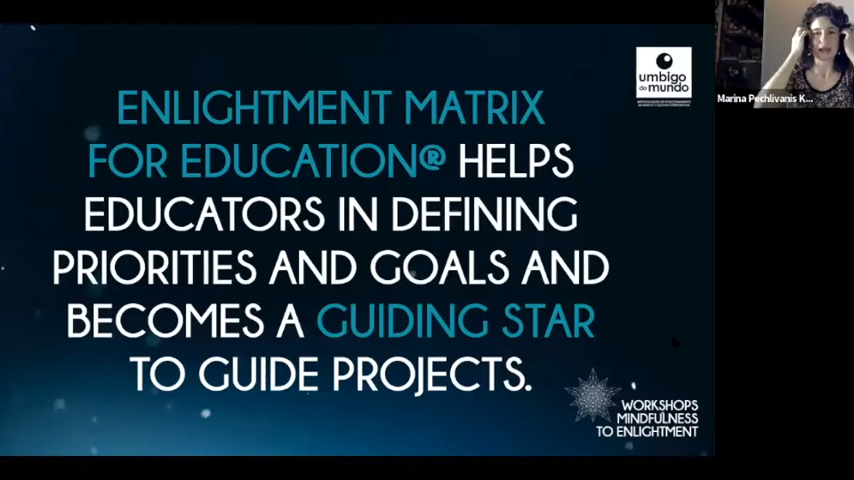 ENLIGHTMENT MATRIX
FOR EDUCATION® HELPS
EDUCATORS IN DEFINING
PRIORITIES AND GOALS AND
BECOMES A GUIDING STAR
TO GUIDE PROJECTS.
umbigo
do mundo
Marina Pechlivanis K...
WORKSHOPS
MINDFULNESS
TO ENLIGHTMENT